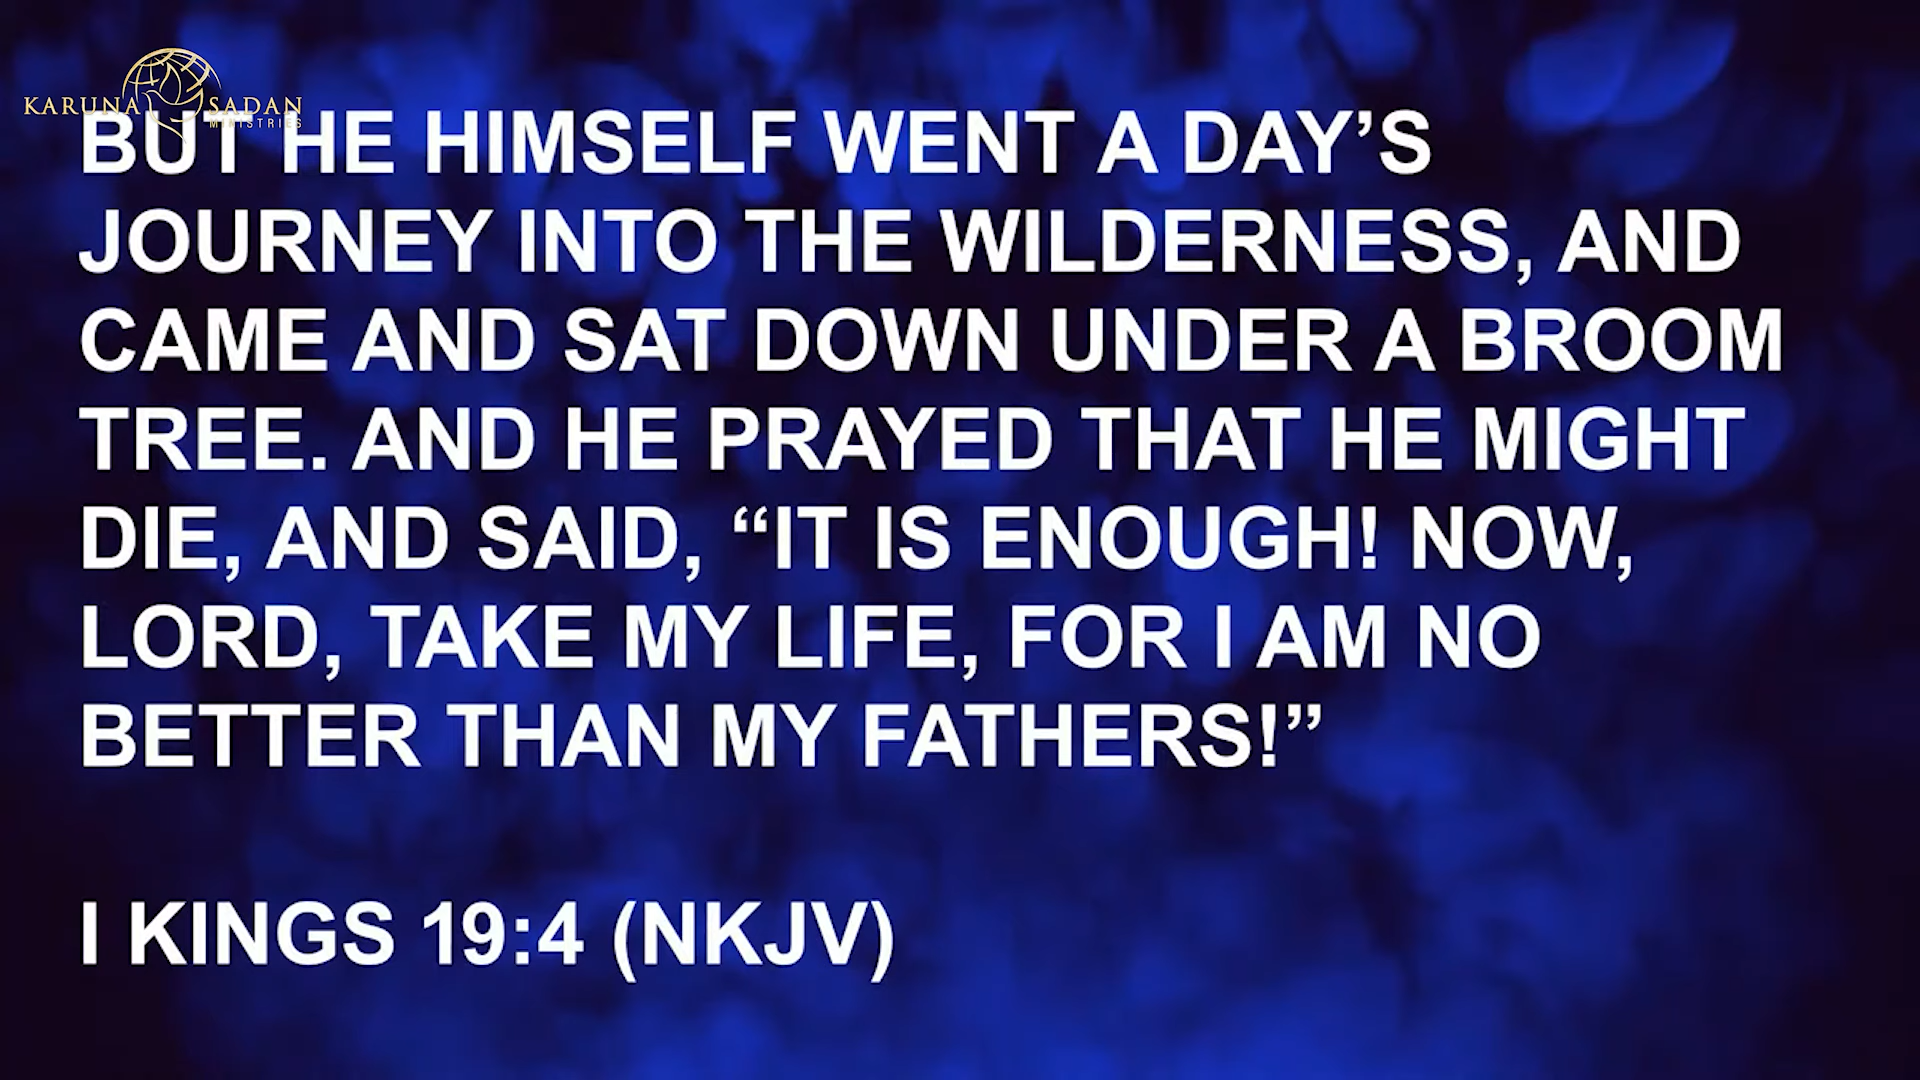 KARUNA SADAN
MINISTRIES
BUT HE HIMSELF WENT A DAY’S
JOURNEY INTO THE WILDERNESS, AND
CAME AND SAT DOWN UNDER A BROOM
TREE. AND HE PRAYED THAT HE MIGHT
DIE, AND SAID, “IT IS ENOUGH! NOW,
LORD, TAKE MY LIFE, FOR I AM NO
BETTER THAN MY FATHERS!”
I KINGS 19:4 (NKJV)